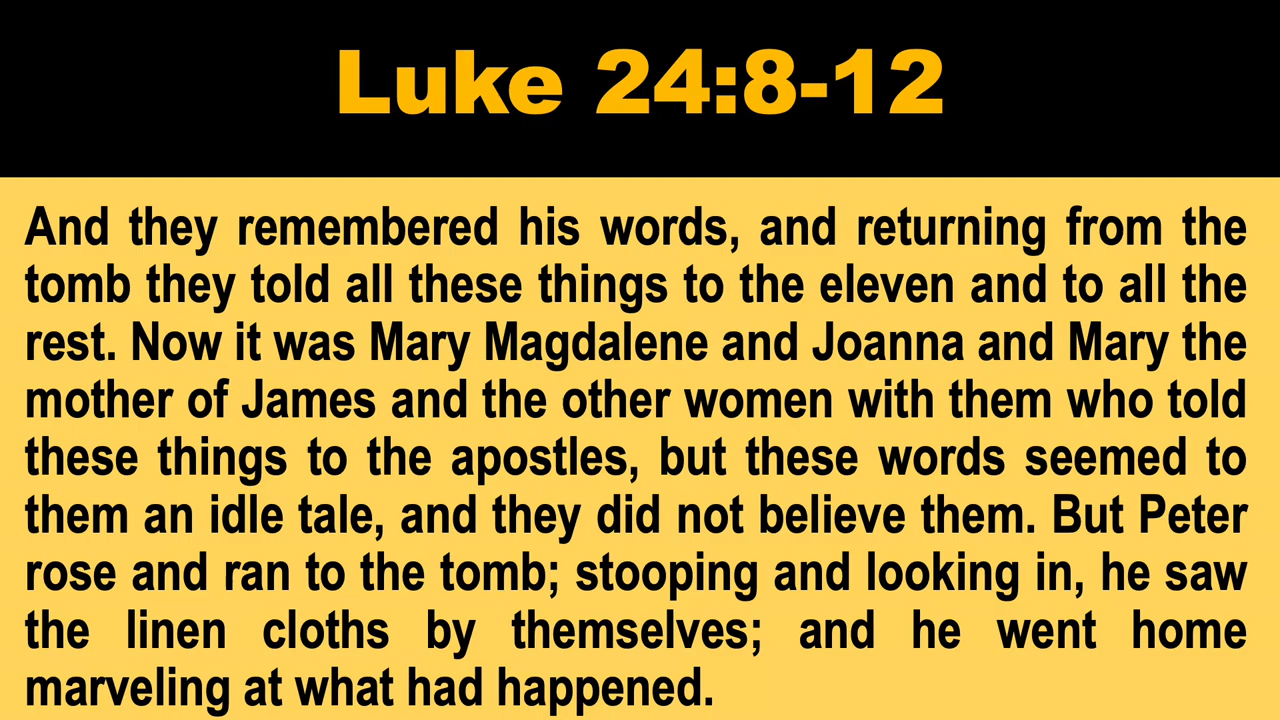 Luke 24:8-12
And they remembered his words, and returning from the
tomb they told all these things to the eleven and to all the
rest. Now it was Mary Magdalene and Joanna and Mary the
mother of James and the other women with them who told
these things to the apostles, but these words seemed to
them an idle tale, and they did not believe them. But Peter
rose and ran to the tomb; stooping and looking in, he saw
the linen cloths by themselves; and he went home
marveling at what had happened.